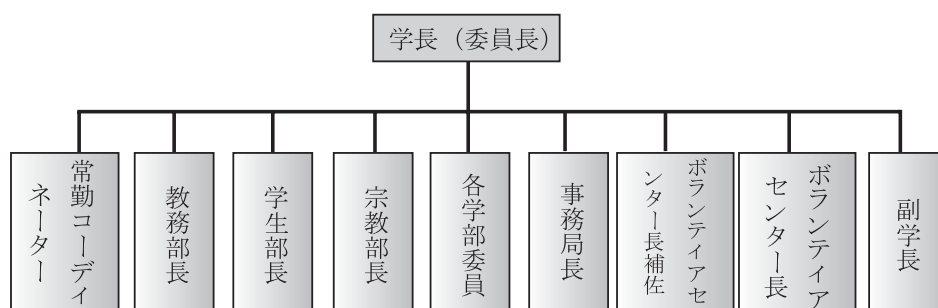 学長（委員長）
常勤コーディ
ネーター
教務部長
学生部長
宗教部長
各学部委員
事務局長
ボランティアセ
ンター長補佐
ボランティア
センター長
副学長